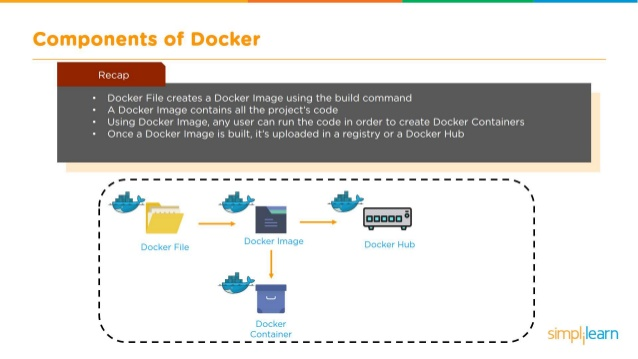 Components of Docker
Recap
• Docker File creates a Docker Image using the build command
• A Docker Image contains all the project's code
• Using Docker Image, any user can run the code in order to create Docker Containers
• Once a Docker Image is built, it's uploaded in a registry or a Docker Hub
Docker File
Docker Image
Docker Hub
Docker
Container
simplilearn